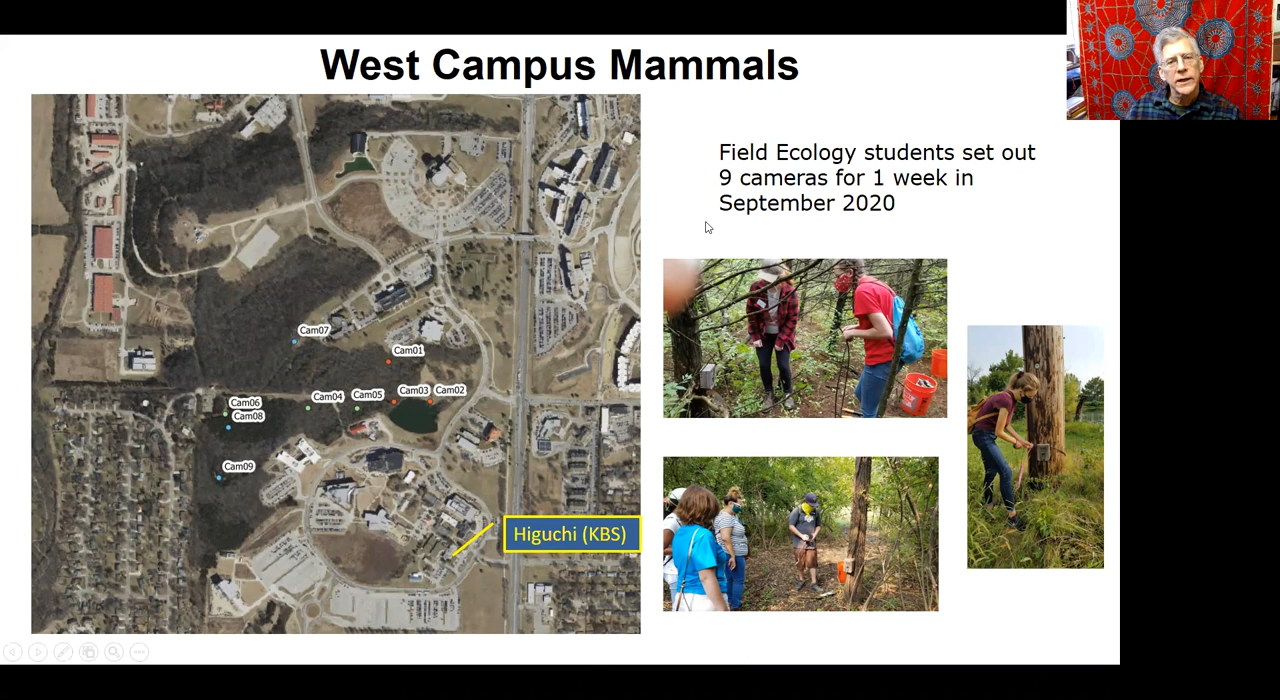 West Campus Mammals
Field Ecology students set out
9 cameras for 1 week in
September 2020
Cam07
Cam01
Cam06
Cam04
Cam05
Cam03
Cam02
Cam08
Cam09
Higuchi (KBS)